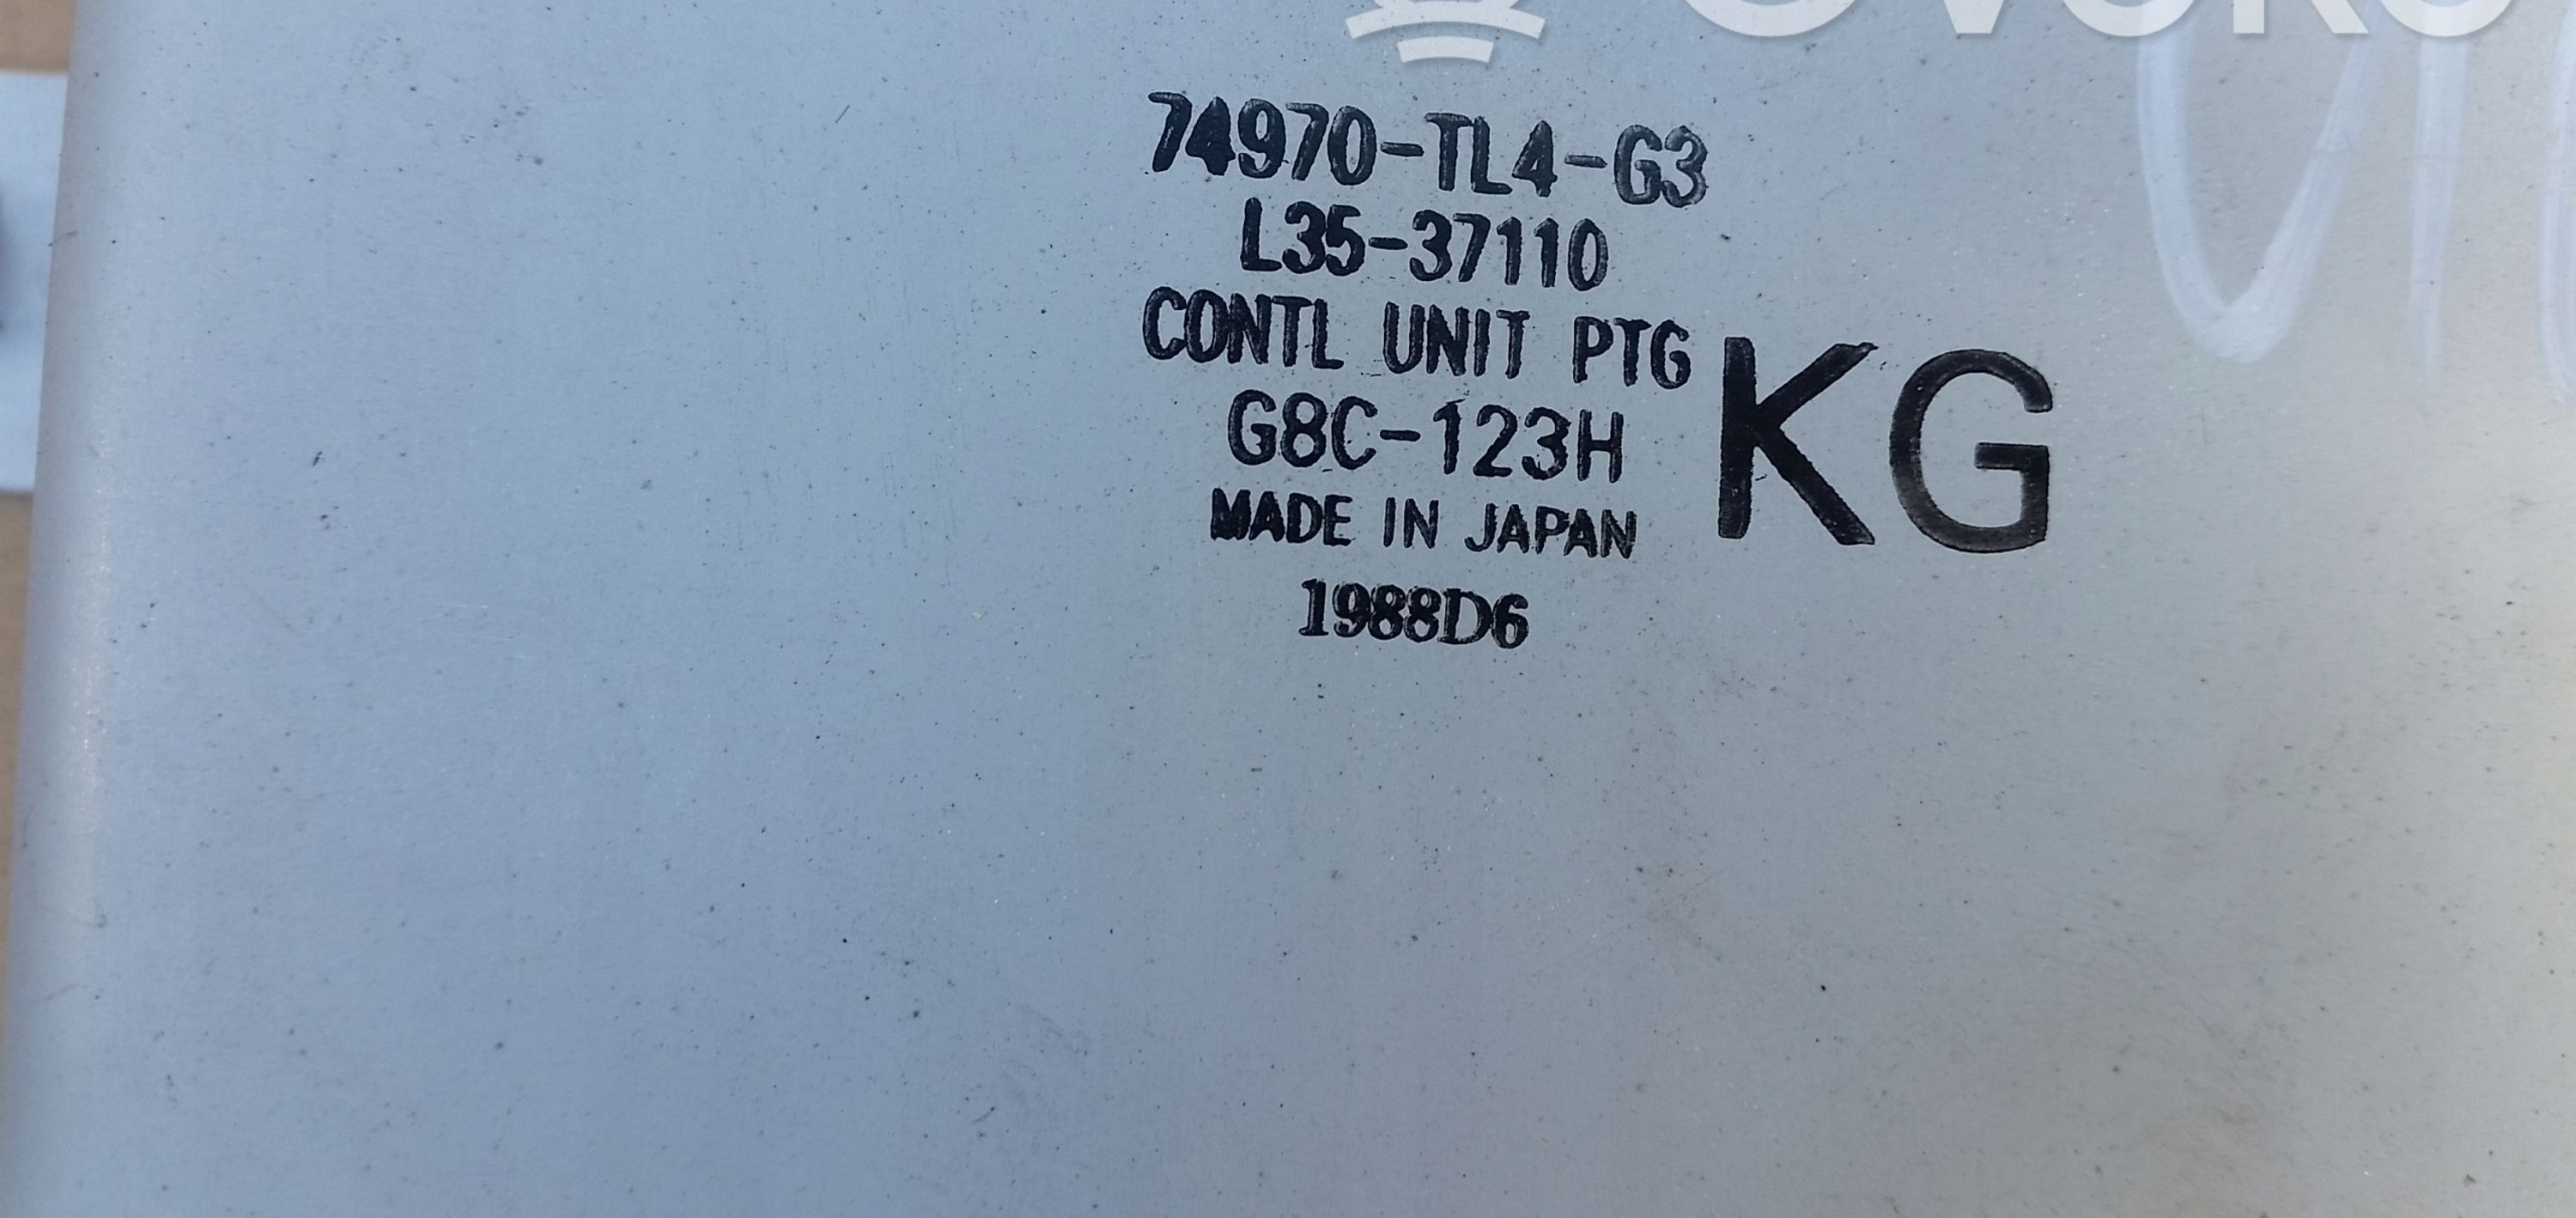 74970-TL4-G3
L35-37110
CONTL UNIT PTG
KG
G8C-123H
MADE IN JAPAN
1988D6